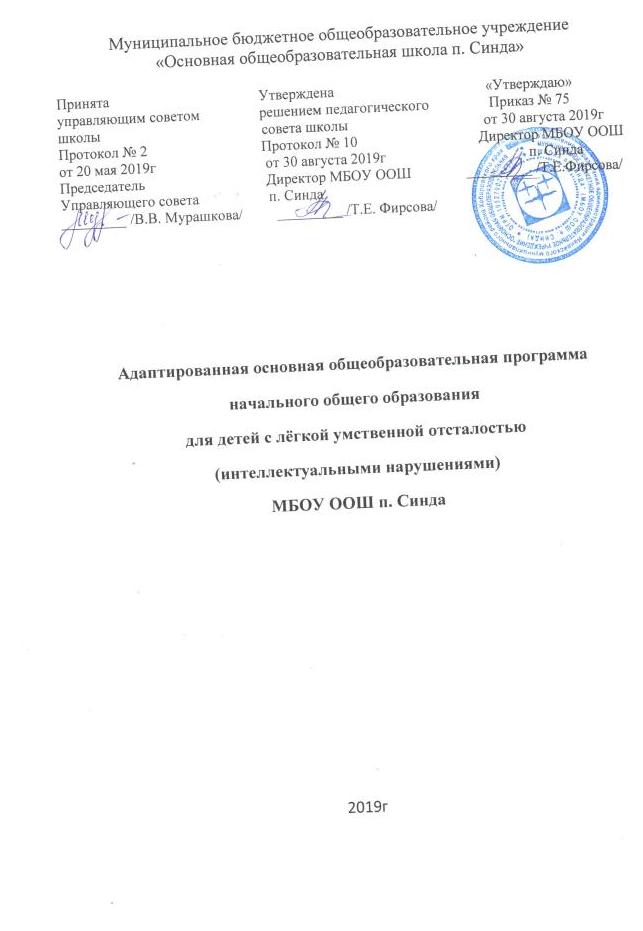 Муниципальное бюджетное общеобразовательное учреждение
«Основная общеобразовательная школа п. Синда»
Принята
управляющим советом
школы
Протокол № 2
от 20 мая 2019г
Председатель
Управляющего совета
/В.В. Мурашкова/
Утверждена
решением педагогического
совета школы
Протокол № 10
от 30 августа 2019г
Директор МБОУ ООШ
п. Синда
/Т.Е. Фирсова/
«Утверждаю»
Приказ № 75
от 30 августа 2019г
Директор МБОУ ООШ
п. Синда
/Т.Е.Фирсова/
Адаптированная основная общеобразовательная программа
начального общего образования
для детей с лёгкой умственной отсталостью
(интеллектуальными нарушениями)
МБОУ ООШ п. Синда
2019г